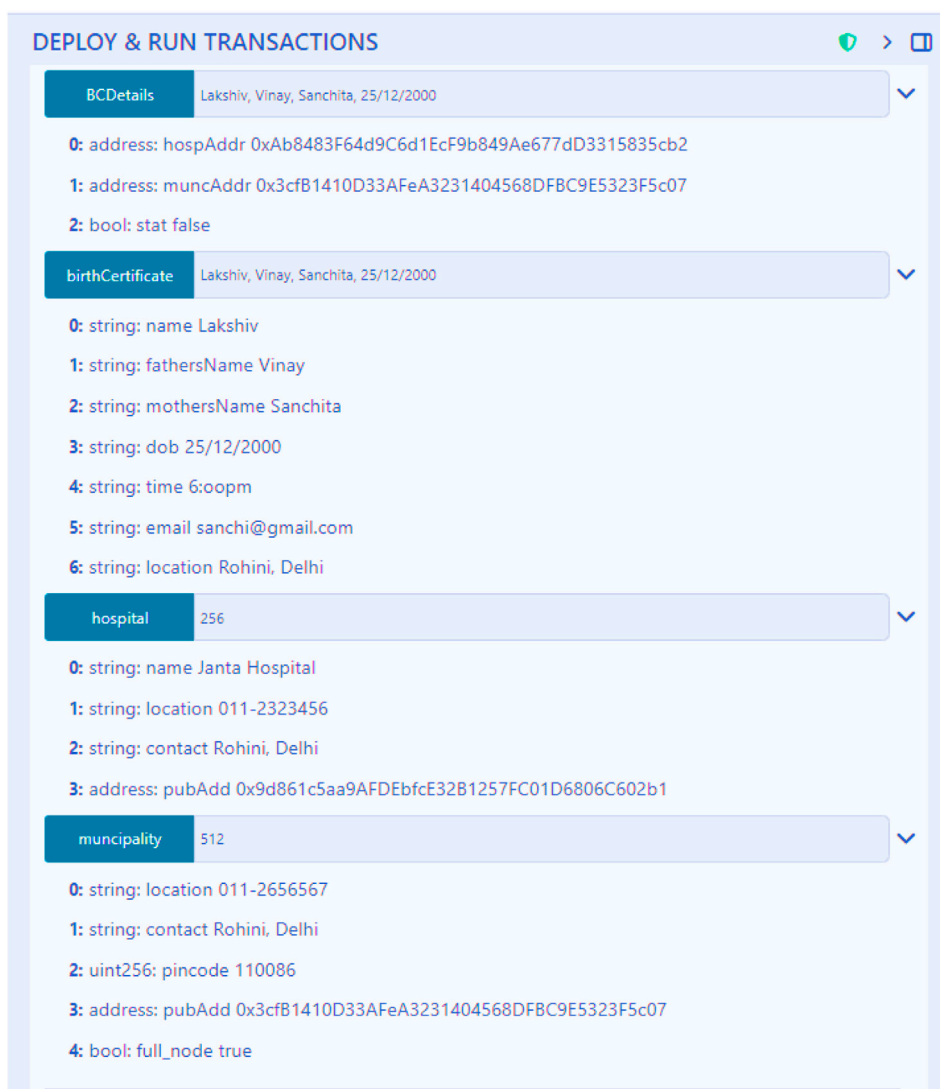 DEPLOY & RUN TRANSACTIONS
BCDetails Lakshiv, Vinay, Sanchita, 25/12/2000
0: address: hospAddr 0xAb8483F64d9C6d1EcF9b849Ae677dD3315835cb2
1: address: muncAddr 0x3cfB1410D33AFeA3231404568DFBC9E5323F5c07
2: bool: stat false
birthCertificate Lakshiv, Vinay, Sanchita, 25/12/2000
0: string: name Lakshiv
1: string: fathersName Vinay
2: string: mothersName Sanchita
3: string: dob 25/12/2000
4: string: time 6:oopm
5: string: email sanchi@gmail.com
6: string: location Rohini, Delhi
hospital 256
0: string: name Janta Hospital
1: string: location 011-2323456
2: string: contact Rohini, Delhi
3: address: pubAdd 0x9d861c5aa9AFDEbfcE32B1257FC01D6806C602b1
muncipality 512
0: string: location 011-2656567
1: string: contact Rohini, Delhi
2: uint256: pincode 110086
3: address: pubAdd 0x3cfB1410D33AFeA3231404568DFBC9E5323F5c07
4: bool: full_node true